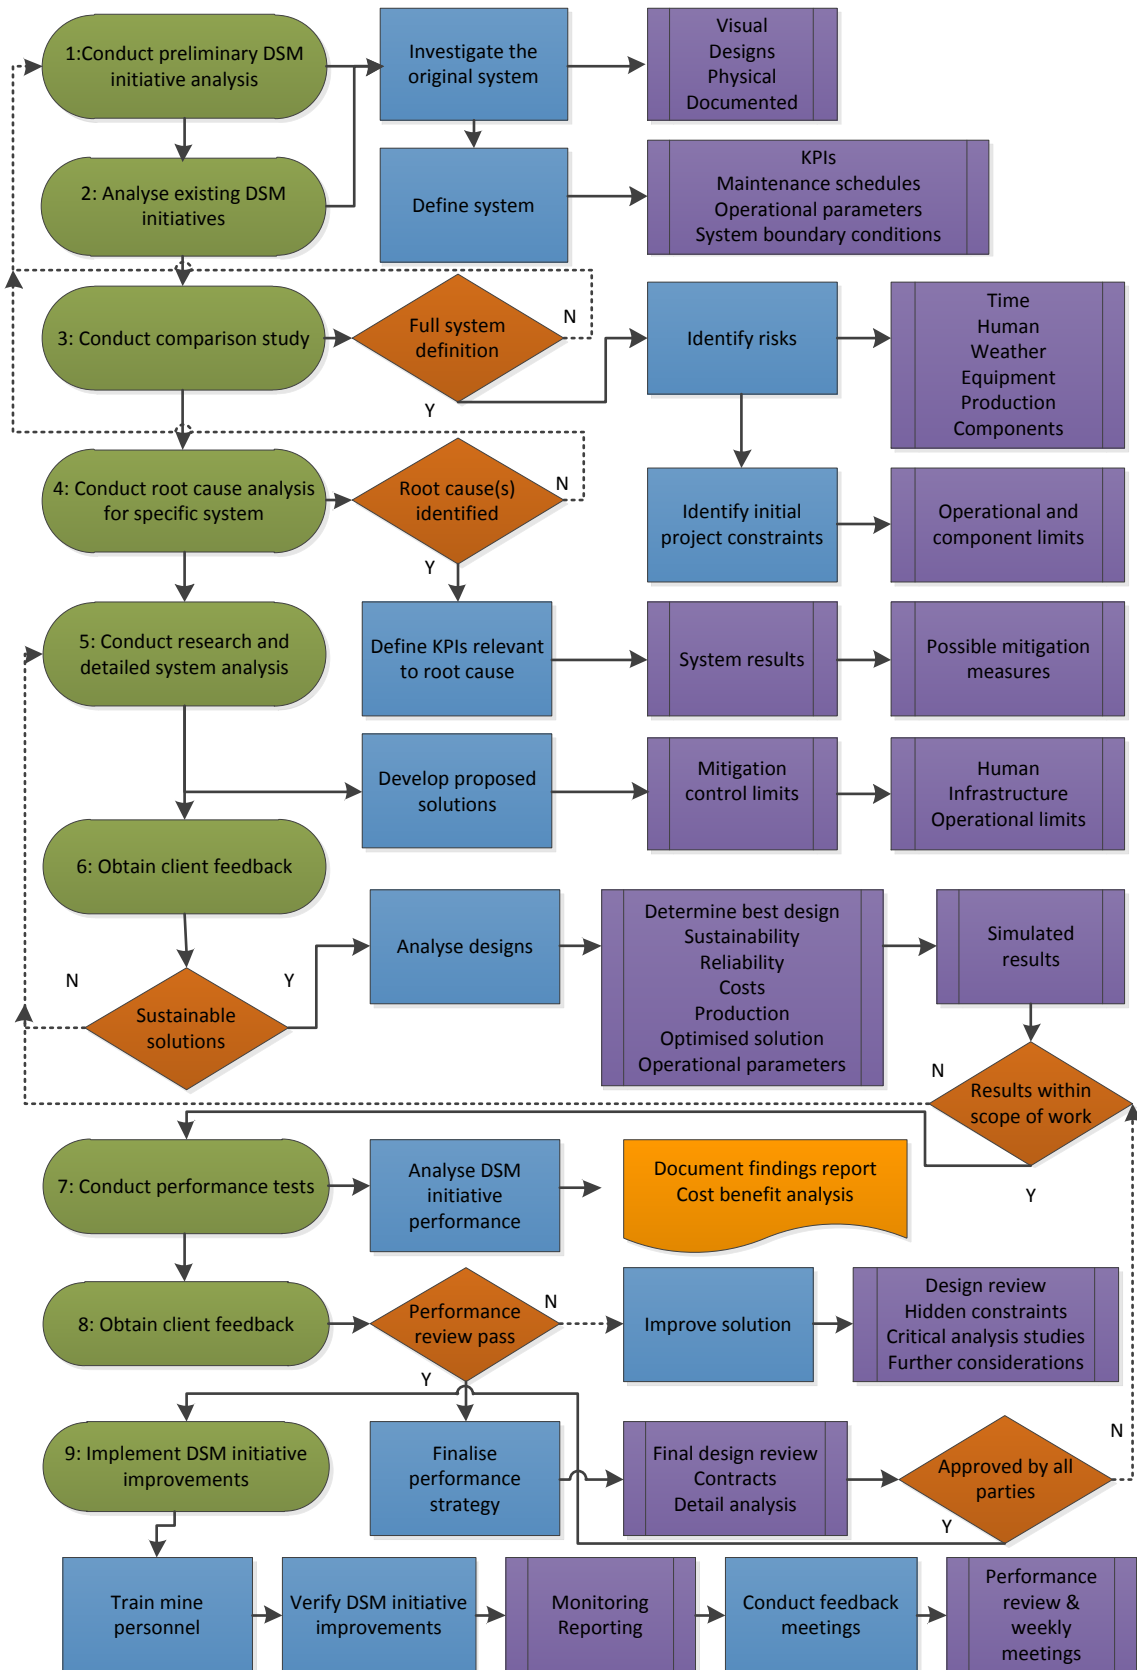 1:Conduct preliminary DSM
initiative analysis
Investigate the
original system
Visual
Designs
Physical
Documented
2: Analyse existing DSM
initiatives
Define system
KPIs
Maintenance schedules
Operational parameters
System boundary conditions
3: Conduct comparison study
Full system
definition
N
Y
Identify risks
Time
Human
Weather
Equipment
Production
Components
4: Conduct root cause analysis
for specific system
Root cause(s)
identified
N
Y
Identify initial
project constraints
Operational and
component limits
5: Conduct research and
detailed system analysis
Define KPIs relevant
to root cause
System results
Possible mitigation
measures
Develop proposed
solutions
Mitigation
control limits
Human
Infrastructure
Operational limits
6: Obtain client feedback
N
Y
Sustainable
solutions
Analyse designs
Determine best design
Sustainability
Reliability
Costs
Production
Optimised solution
Operational parameters
Simulated
results
N
Results within
scope of work
Y
7: Conduct performance tests
Analyse DSM
initiative
performance
Document findings report
Cost benefit analysis
8: Obtain client feedback
Performance
review pass
N
Y
Improve solution
Design review
Hidden constraints
Critical analysis studies
Further considerations
9: Implement DSM initiative
improvements
Finalise
performance
strategy
Final design review
Contracts
Detail analysis
Approved by all
parties
N
Y
Train mine
personnel
Verify DSM initiative
improvements
Monitoring
Reporting
Conduct feedback
meetings
Performance
review &
weekly
meetings